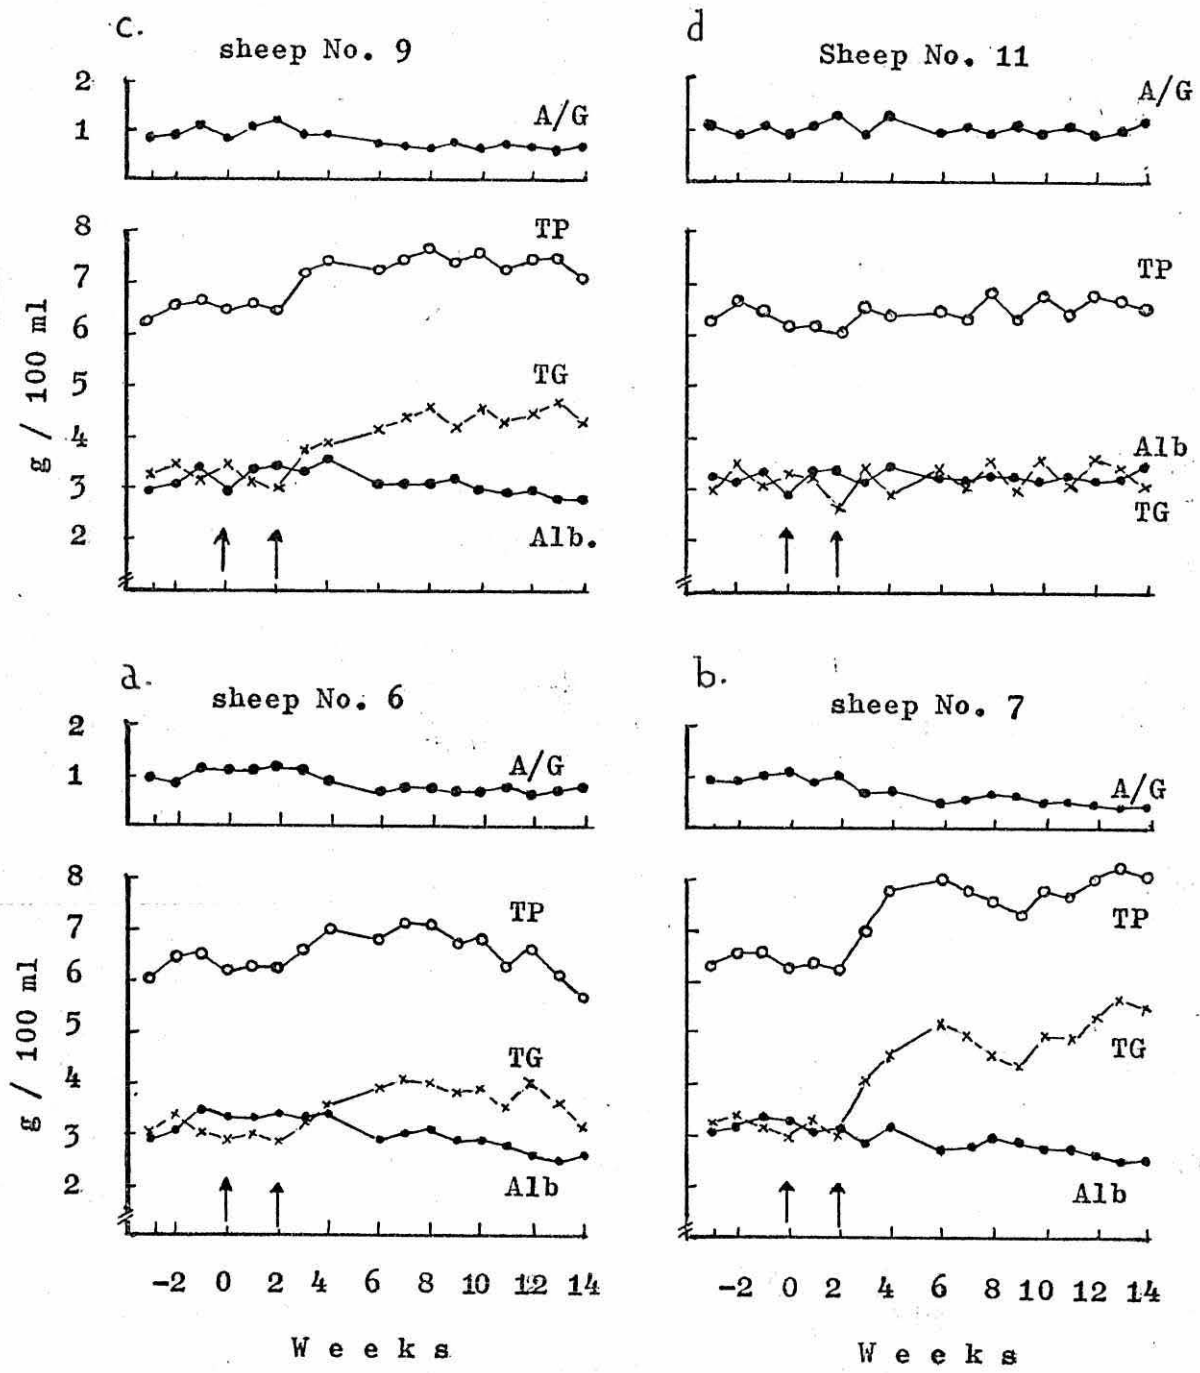 c.
sheep No. 9
2
1
A/G
8
7
6
5
4
3
2
g / 100 ml
TP
TG
Alb.
d
Sheep No. 11
A/G
TP
Alb
TG
a.
sheep No. 6
2
1
A/G
8
7
6
5
4
3
2
g / 100 ml
TP
TG
Alb
-2 0 2 4 6 8 10 12 14
Weeks
b.
sheep No. 7
A/G
TP
TG
Alb
-2 0 2 4 6 8 10 12 14
Weeks